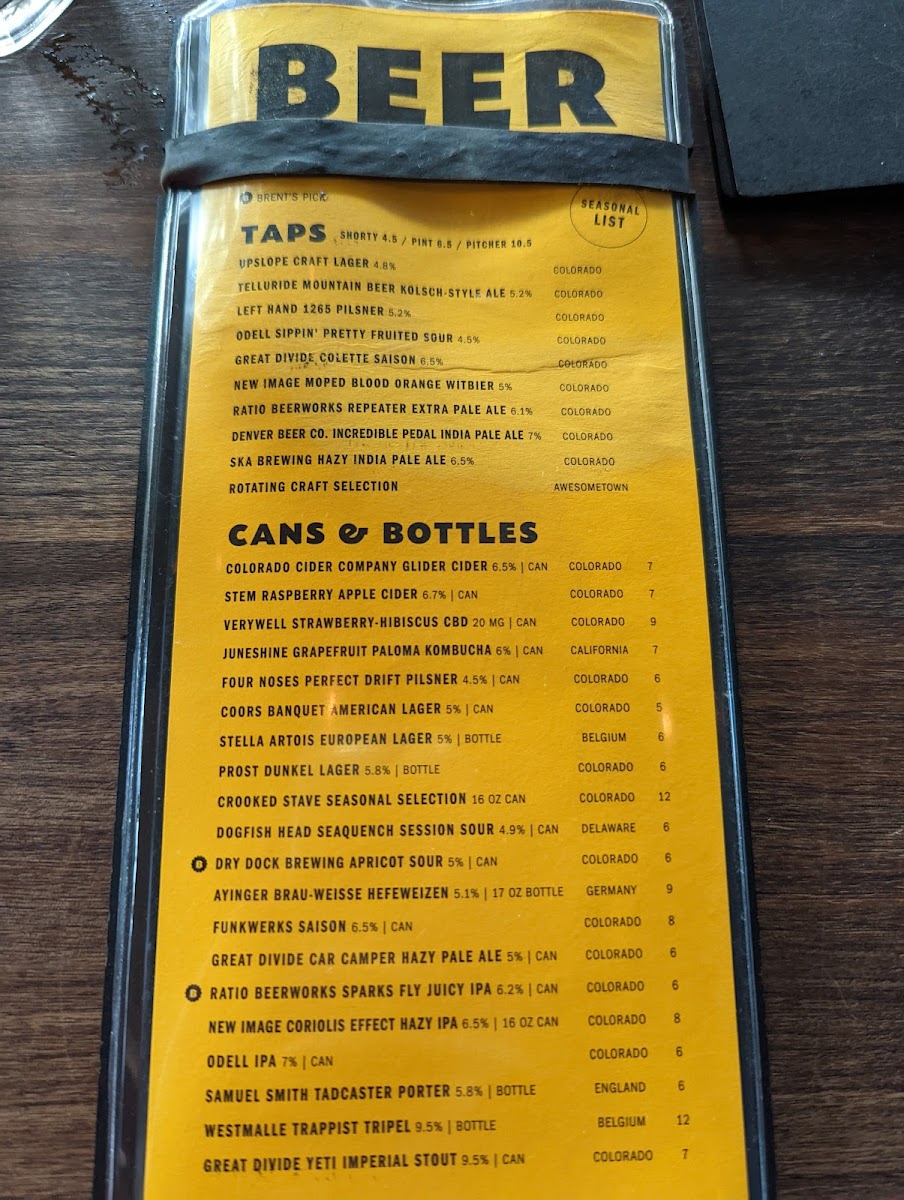 BEER
B BRENT'S PICK
SEASONAL
LIST
TAPS SHORTY 4.5 / PINT 6.5 / PITCHER 10.5
UPSLOPE CRAFT LAGER 4.8% COLORADO
TELLURIDE MOUNTAIN BEER KOLSCH-STYLE ALE 5.2% COLORADO
LEFT HAND 1265 PILSNER 5.2% COLORADO
ODELL SIPPIN' PRETTY FRUITED SOUR 4.5% COLORADO
GREAT DIVIDE COLETTE SAISON 6.5% COLORADO
NEW IMAGE MOPED BLOOD ORANGE WITBIER 5% COLORADO
RATIO BEERWORKS REPEATER EXTRA PALE ALE 6.1% COLORADO
DENVER BEER CO. INCREDIBLE PEDAL INDIA PALE ALE 7% COLORADO
SKA BREWING HAZY INDIA PALE ALE 6.5% COLORADO
ROTATING CRAFT SELECTION AWESOMETOWN
CANS & BOTTLES
COLORADO CIDER COMPANY GLIDER CIDER 6.5% | CAN COLORADO 7
STEM RASPBERRY APPLE CIDER 6.7% | CAN COLORADO 7
VERYWELL STRAWBERRY-HIBISCUS CBD 20 MG | CAN COLORADO 9
JUNESHINE GRAPEFRUIT PALOMA KOMBUCHA 6% | CAN CALIFORNIA 7
FOUR NOSES PERFECT DRIFT PILSNER 4.5% | CAN COLORADO 6
COORS BANQUET AMERICAN LAGER 5% | CAN COLORADO 5
STELLA ARTOIS EUROPEAN LAGER 5% | BOTTLE BELGIUM 6
PROST DUNKEL LAGER 5.8% | BOTTLE COLORADO 6
CROOKED STAVE SEASONAL SELECTION 16 OZ CAN COLORADO 12
DOGFISH HEAD SEAQUENCH SESSION SOUR 4.9% | CAN DELAWARE 6
B DRY DOCK BREWING APRICOT SOUR 5% | CAN COLORADO 6
AYINGER BRAU-WEISSE HEFEWEIZEN 5.1% | 17 OZ BOTTLE GERMANY 9
FUNKWERKS SAISON 6.5% | CAN COLORADO 8
GREAT DIVIDE CAR CAMPER HAZY PALE ALE 5% | CAN COLORADO 6
B RATIO BEERWORKS SPARKS FLY JUICY IPA 6.2% | CAN COLORADO 6
NEW IMAGE CORIOLIS EFFECT HAZY IPA 6.5% | 16 OZ CAN COLORADO 8
ODELL IPA 7% | CAN COLORADO 6
SAMUEL SMITH TADCASTER PORTER 5.8% | BOTTLE ENGLAND 6
WESTMALLE TRAPPIST TRIPEL 9.5% | BOTTLE BELGIUM 12
GREAT DIVIDE YETI IMPERIAL STOUT 9.5% | CAN COLORADO 7